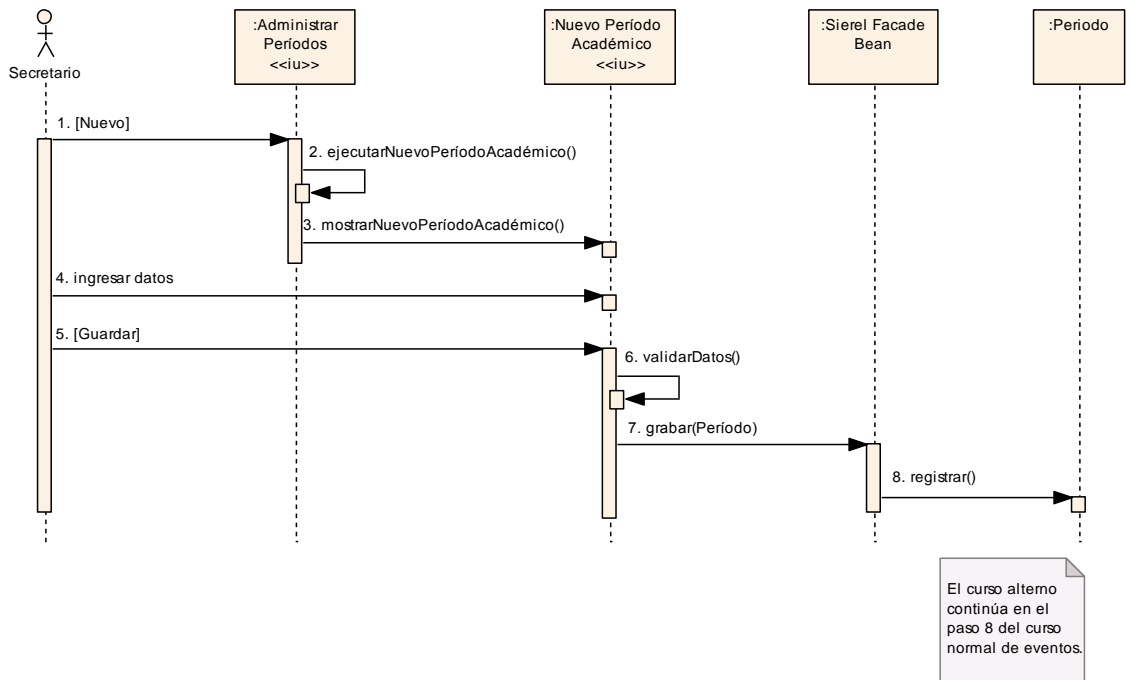 Secretario
:Administrar
Períodos
<<iu>>
:Nuevo Período
Académico
<<iu>>
:Sierel Facade
Bean
:Periodo
1. [Nuevo]
2. ejecutarNuevoPeríodoAcadémico()
3. mostrarNuevoPeríodoAcadémico()
4. ingresar datos
5. [Guardar]
6. validarDatos()
7. grabar(Período)
8. registrar()
El curso alterno
continúa en el
paso 8 del curso
normal de eventos.